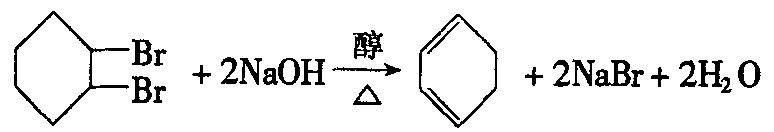 Br
Br
+ 2NaOH
醇
△
+ 2NaBr + 2H₂O